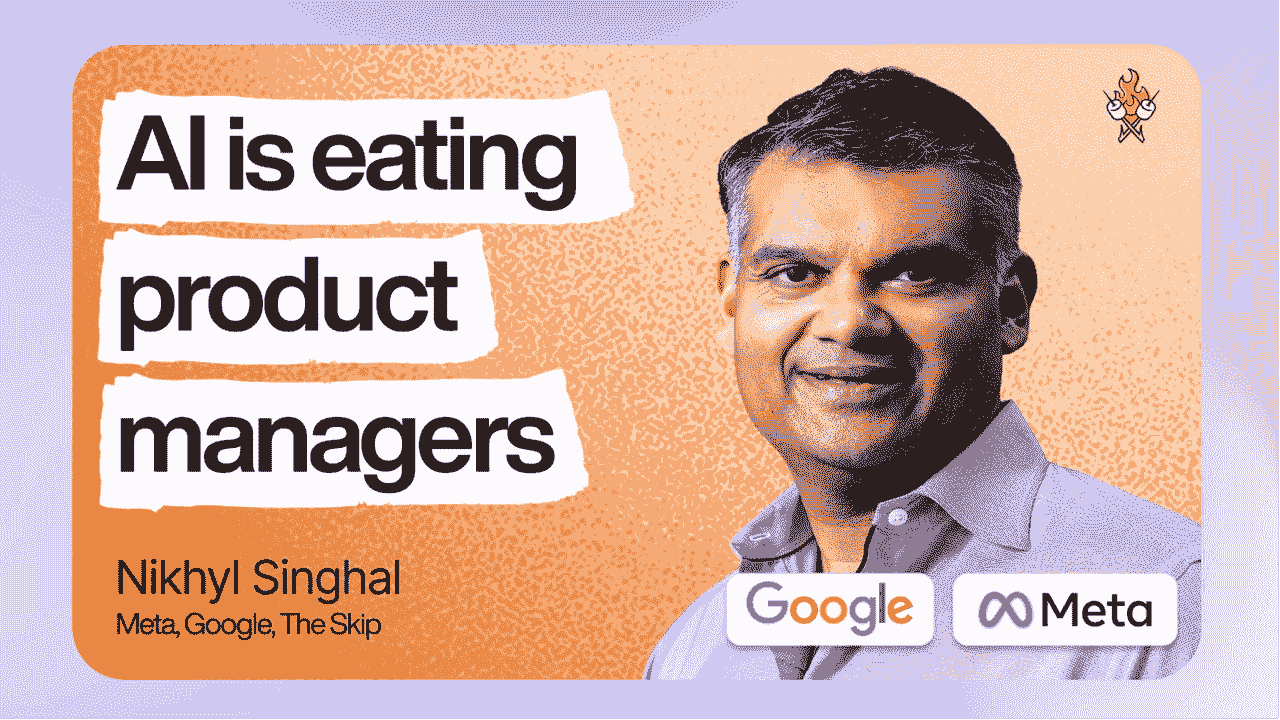 AI is eating
product
managers
Nikhyl Singhal
Meta, Google, The Skip
Google
Meta